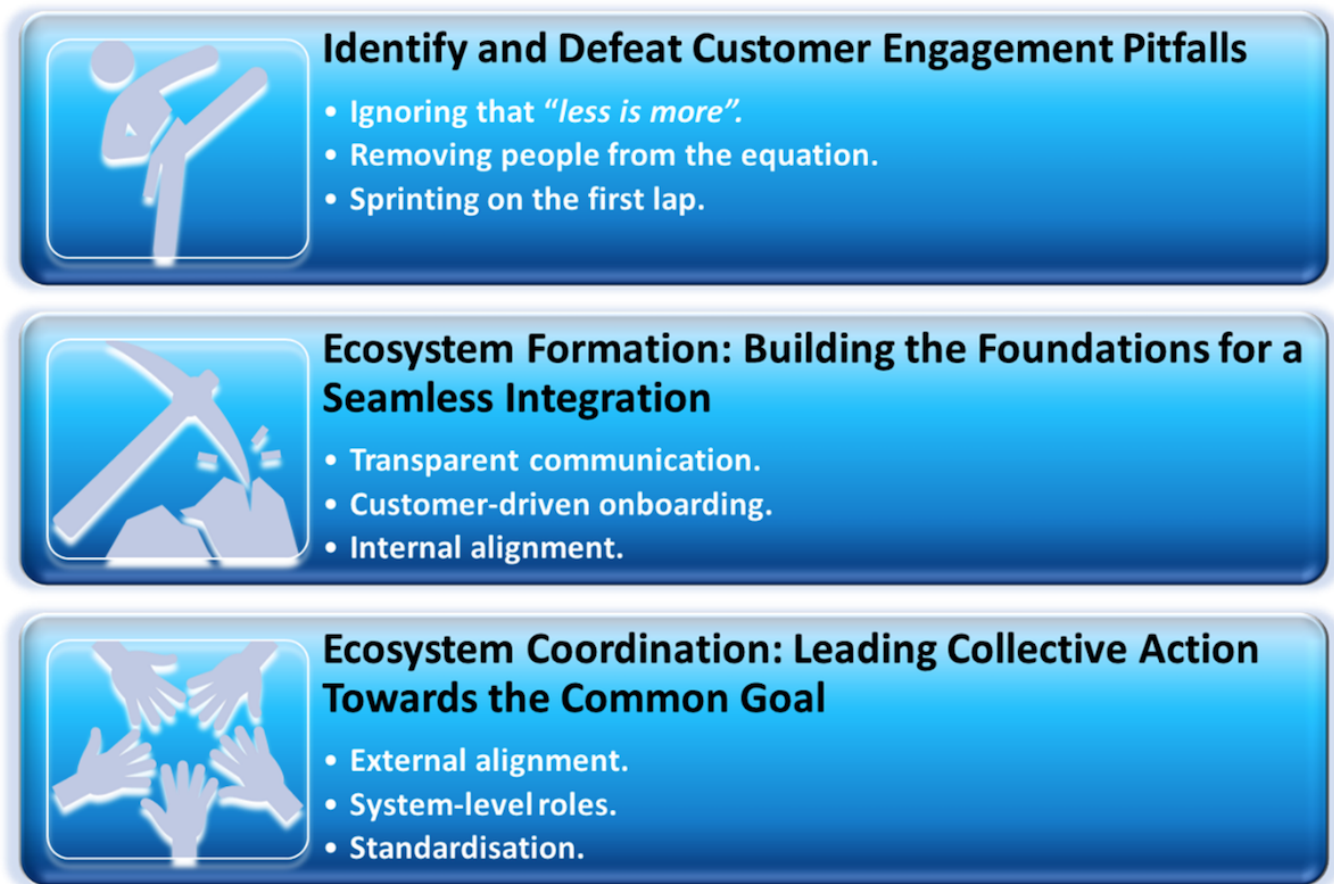 Identify and Defeat Customer Engagement Pitfalls
• Ignoring that “less is more”.
• Removing people from the equation.
• Sprinting on the first lap.
Ecosystem Formation: Building the Foundations for a
Seamless Integration
• Transparent communication.
• Customer-driven onboarding.
• Internal alignment.
Ecosystem Coordination: Leading Collective Action
Towards the Common Goal
• External alignment.
• System-level roles.
• Standardisation.